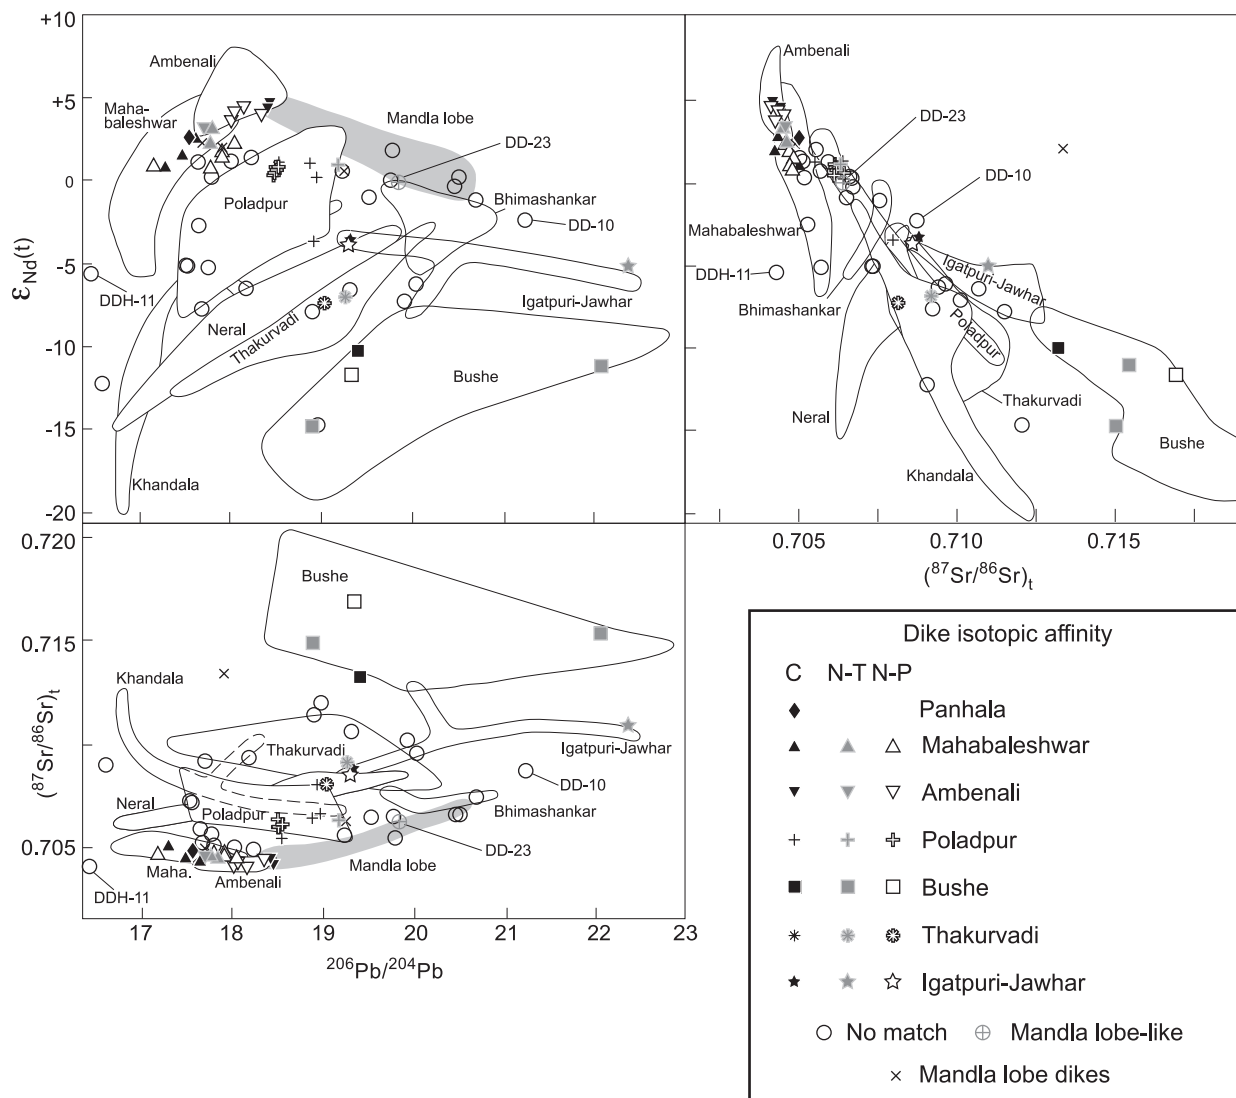 +10
+5
0
-5
-10
-15
-20
εNd(t)
Ambenali
Maha-
baleshwar
Mandla lobe
DD-23
Poladpur
Bhimashankar
DD-10
DDH-11
Igatpuri-Jawhar
Neral
Thakurvadi
Bushe
Khandala
Ambenali
DD-23
DD-10
Mahabaleshwar
DDH-11
Bhimashankar
Igatpuri-Jawhar
Poladpur
Neral
Thakurvadi
Khandala
Bushe
0.705
0.710
0.715
(87Sr/86Sr)t
0.720
0.715
0.710
0.705
(87Sr/86Sr)t
Bushe
Khandala
Thakurvadi
Igatpuri-Jawhar
DD-10
Neral
Poladpur
Bhimashankar
DD-23
Mandla lobe
Maha.
Ambenali
DDH-11
17
18
19
20
21
22
23
206Pb/204Pb
Dike isotopic affinity
C N-T N-P
Panhala
Mahabaleshwar
Ambenali
Poladpur
Bushe
Thakurvadi
Igatpuri-Jawhar
No match
Mandla lobe-like
Mandla lobe dikes